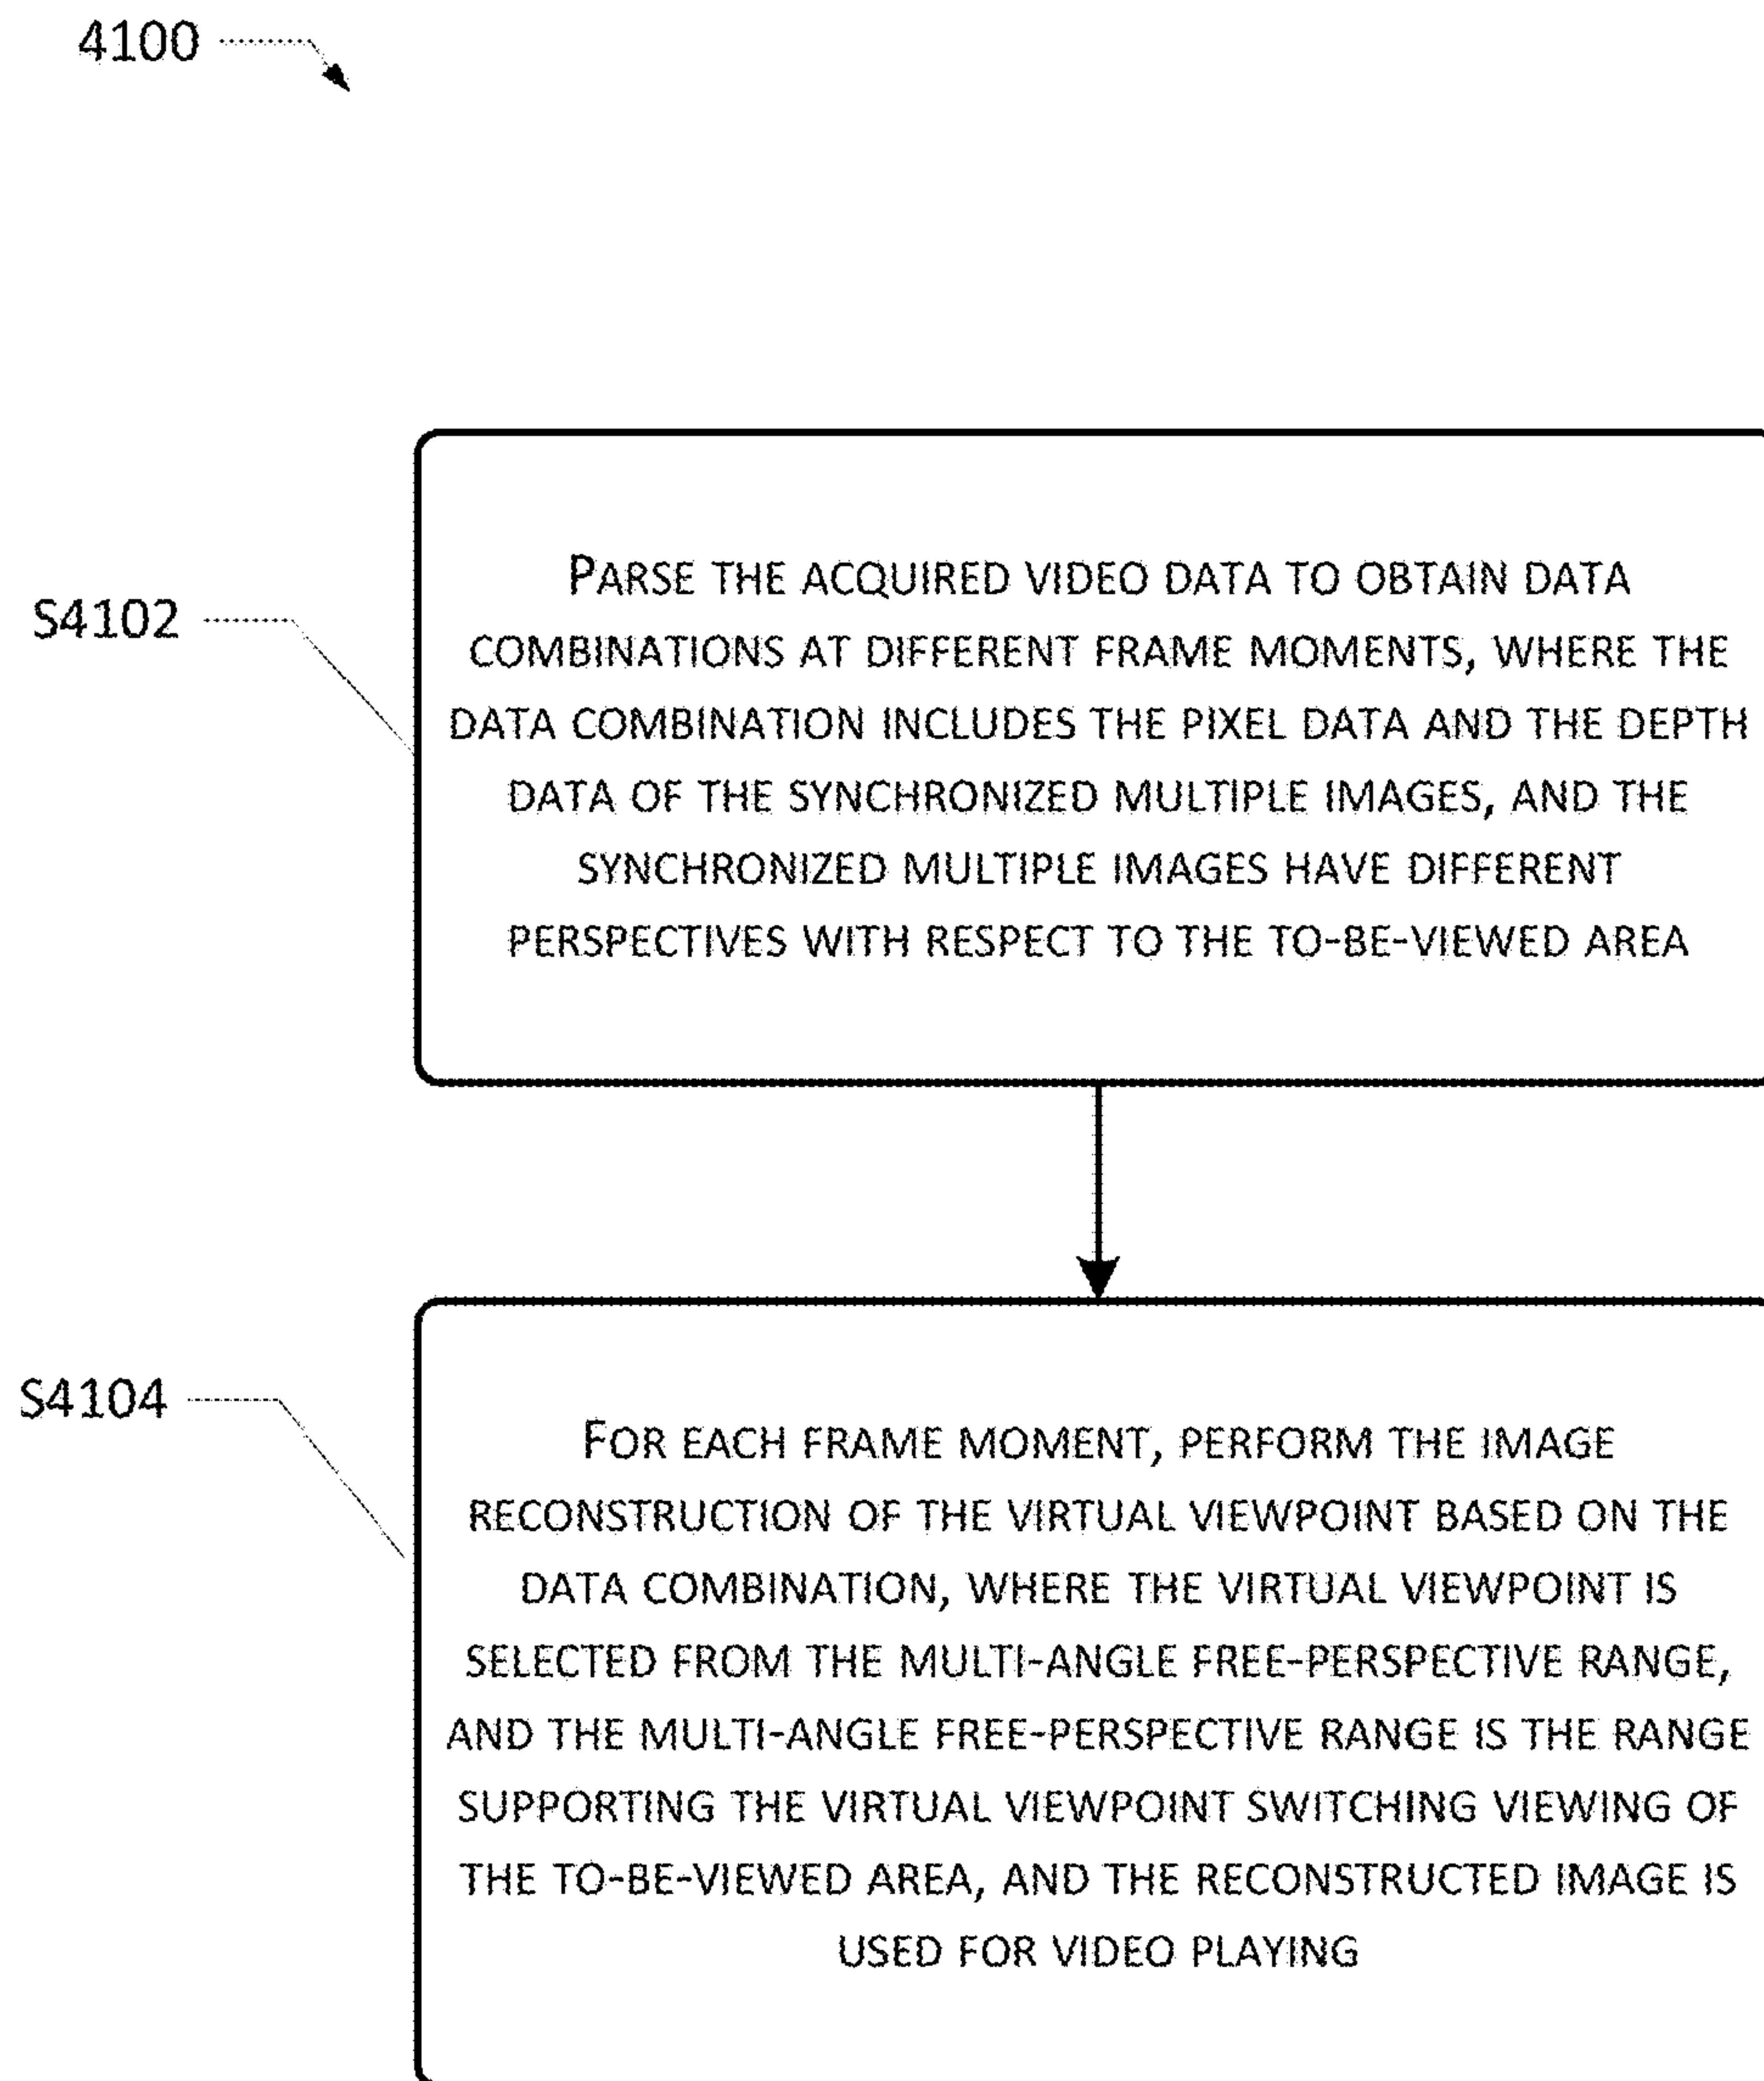 4100
S4102
PARSE THE ACQUIRED VIDEO DATA TO OBTAIN DATA
COMBINATIONS AT DIFFERENT FRAME MOMENTS, WHERE THE
DATA COMBINATION INCLUDES THE PIXEL DATA AND THE DEPTH
DATA OF THE SYNCHRONIZED MULTIPLE IMAGES, AND THE
SYNCHRONIZED MULTIPLE IMAGES HAVE DIFFERENT
PERSPECTIVES WITH RESPECT TO THE TO-BE-VIEWED AREA
S4104
FOR EACH FRAME MOMENT, PERFORM THE IMAGE
RECONSTRUCTION OF THE VIRTUAL VIEWPOINT BASED ON THE
DATA COMBINATION, WHERE THE VIRTUAL VIEWPOINT IS
SELECTED FROM THE MULTI-ANGLE FREE-PERSPECTIVE RANGE,
AND THE MULTI-ANGLE FREE-PERSPECTIVE RANGE IS THE RANGE
SUPPORTING THE VIRTUAL VIEWPOINT SWITCHING VIEWING OF
THE TO-BE-VIEWED AREA, AND THE RECONSTRUCTED IMAGE IS
USED FOR VIDEO PLAYING